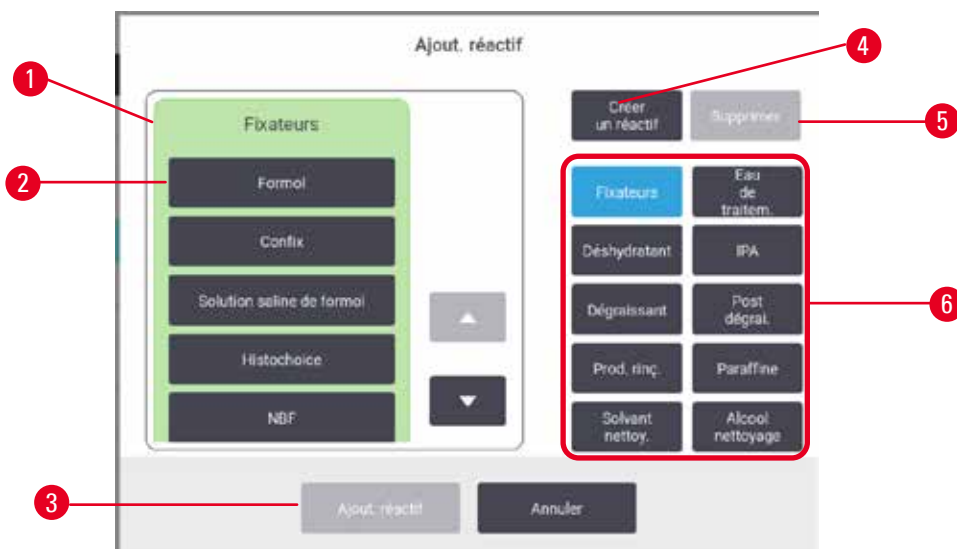 Ajout. réactif
4
1
Créer
un réactif
Supprimer
5
Fixateurs
2
Formol
Fixateurs
Eau
de
traitem.
Confix
Déshydratant
IPA
Solution saline de formol
Dégraissant
Post
dégrai.
6
Histochoice
Prod. rinç.
Paraffine
NBF
Solvant
nettoy.
Alcool
nettoyage
3
Ajout. réactif
Annuler